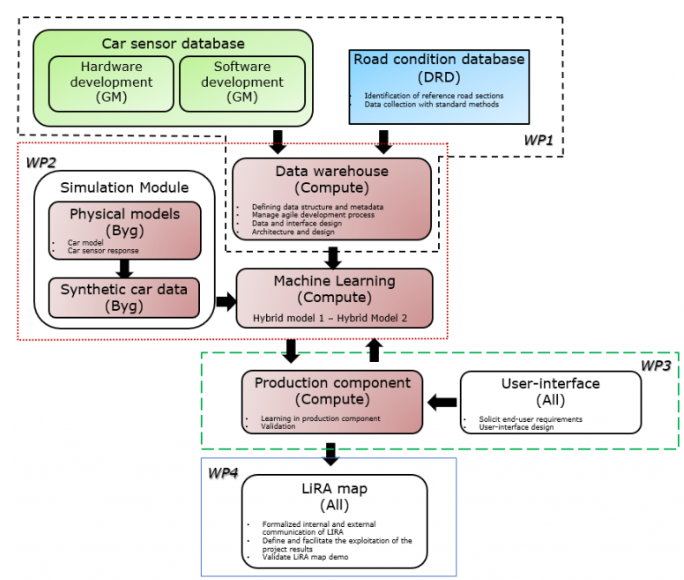 Car sensor database
Hardware
development
(GM)
Software
development
(GM)
Road condition database
(DRD)
• Identification of reference road sections
• Data collection with standard methods
WP1
WP2
Data warehouse
(Compute)
• Defining data structure and metadata
• Manage agile development process
• Data and interface design
• Architecture and design
Simulation Module
Physical models
(Byg)
• Car model
• Car sensor response
Synthetic car data
(Byg)
Machine Learning
(Compute)
Hybrid model 1 – Hybrid Model 2
WP3
Production component
(Compute)
• Learning in production component
• Validation
User-interface
(All)
• Solicit end-user requirements
• User-interface design
WP4
LiRA map
(All)
• Formalized internal and external
communication of LIRA
• Define and facilitate the exploitation of the
project results
• Validate LiRA map demo